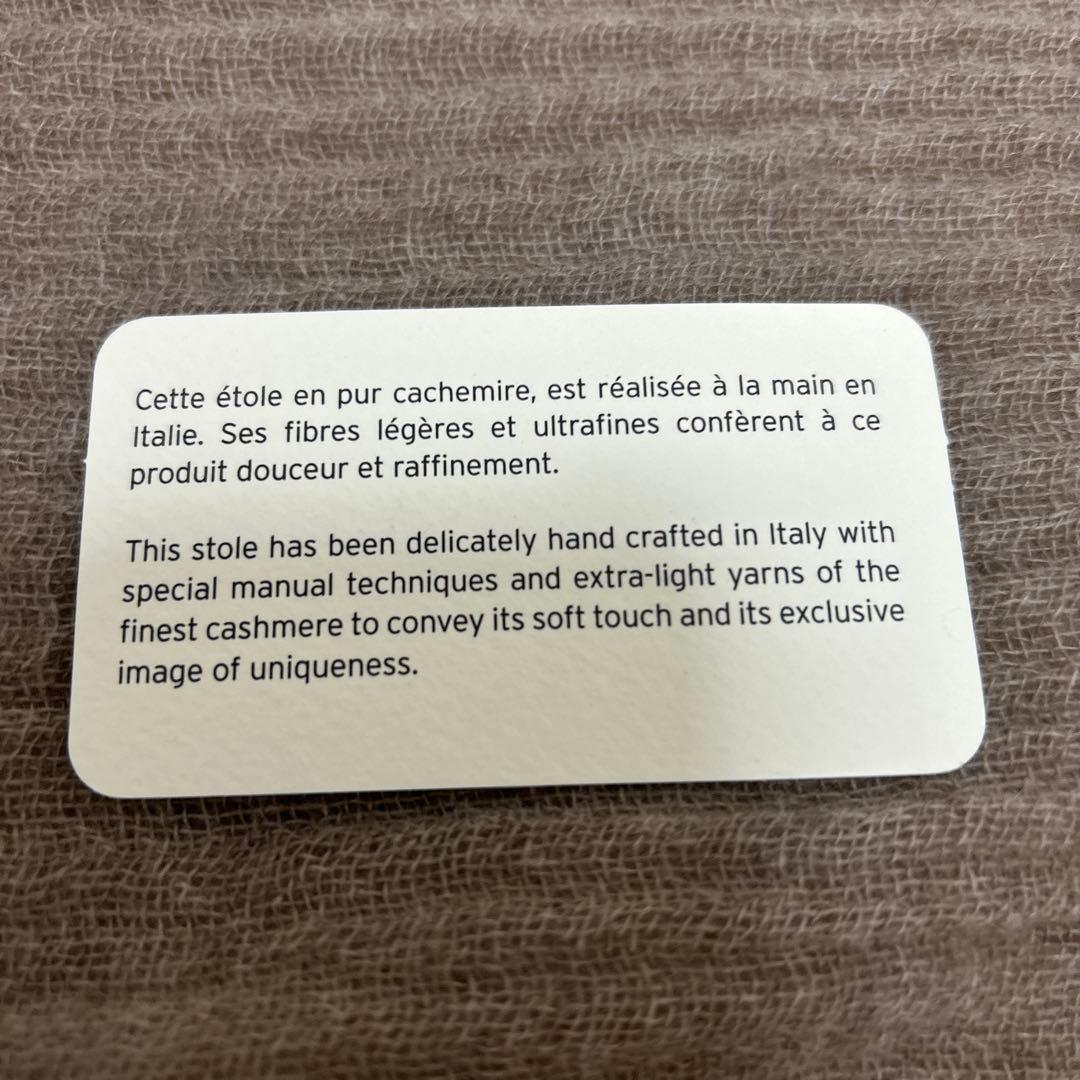 Cette étole en pur cachemire, est réalisée à la main en
Italie. Ses fibres légères et ultrafines confèrent à ce
produit douceur et raffinement.
This stole has been delicately hand crafted in Italy with
special manual techniques and extra-light yarns of the
finest cashmere to convey its soft touch and its exclusive
image of uniqueness.